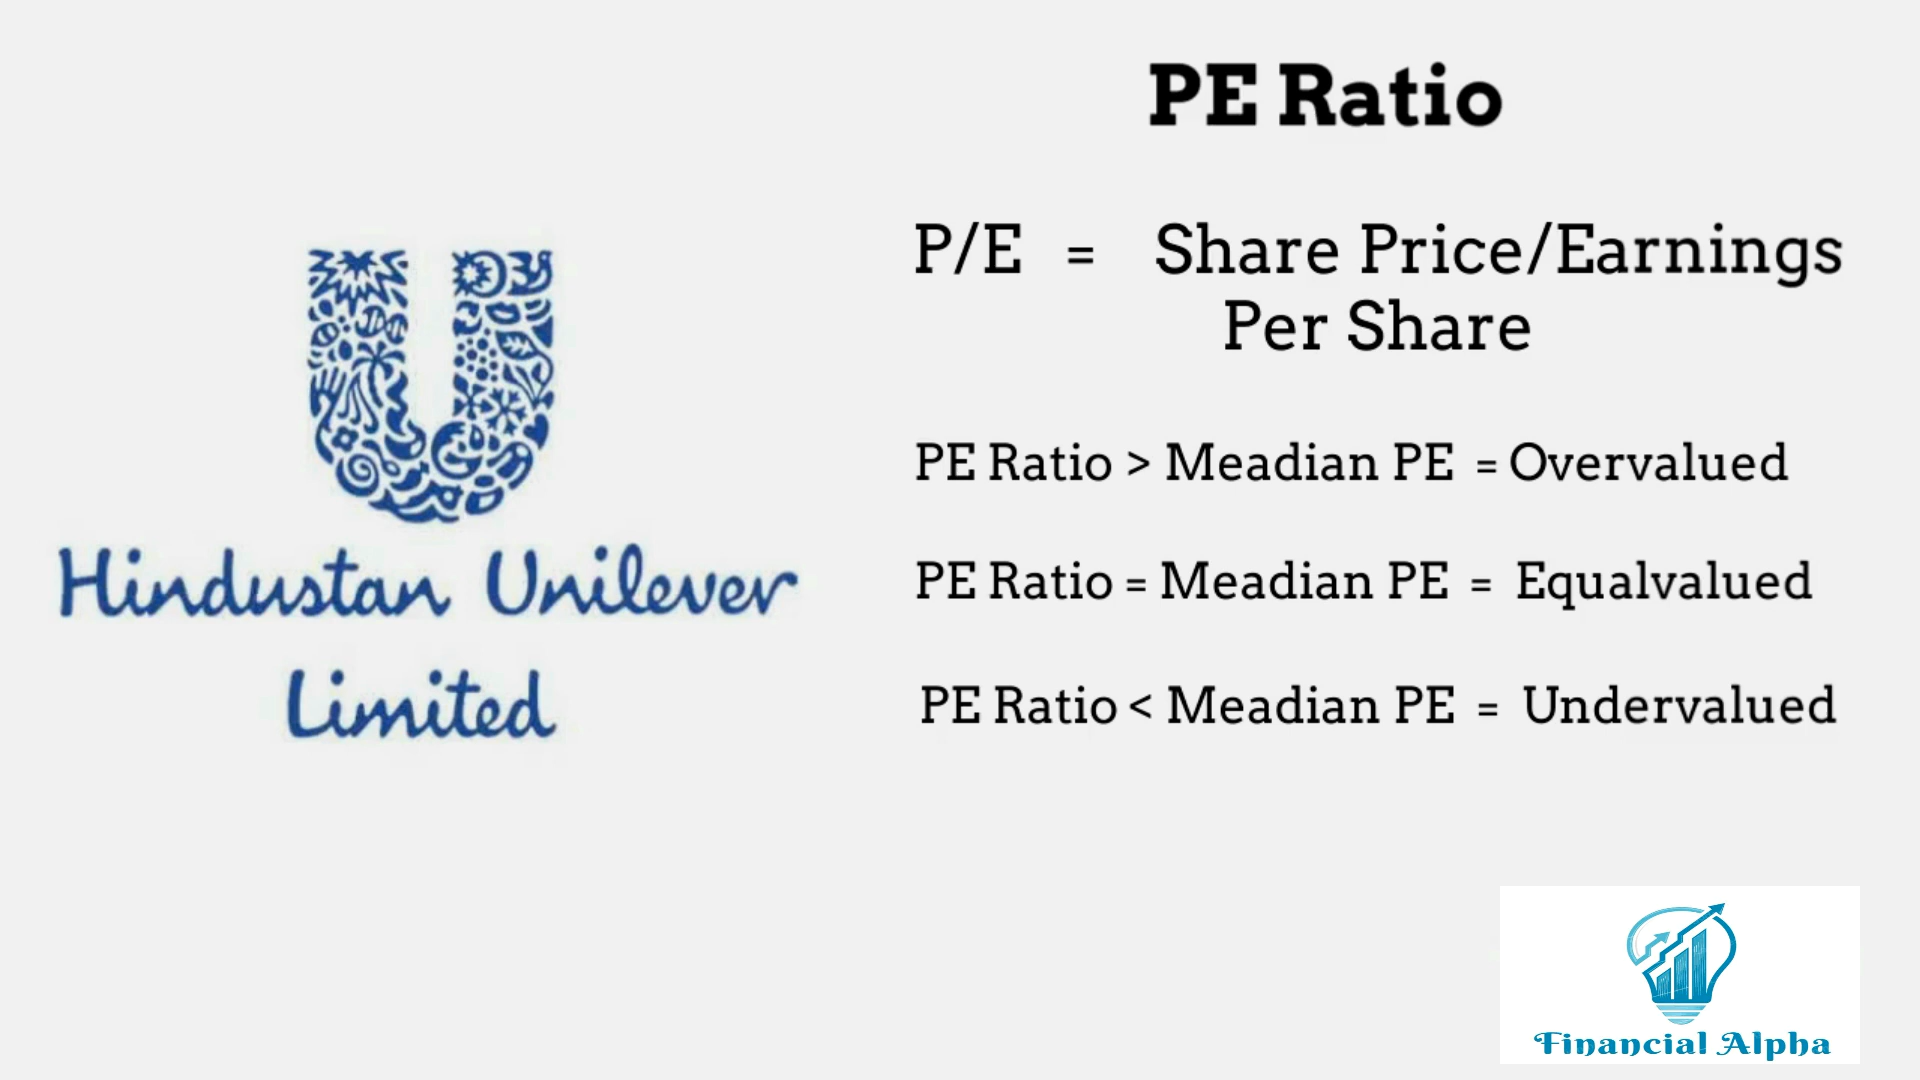 PE Ratio
P/E = Share Price/Earnings
Per Share
PE Ratio > Meadian PE = Overvalued
PE Ratio = Meadian PE = Equalvalued
PE Ratio < Meadian PE = Undervalued
Hindustan Unilever
Limited
Financial Alpha